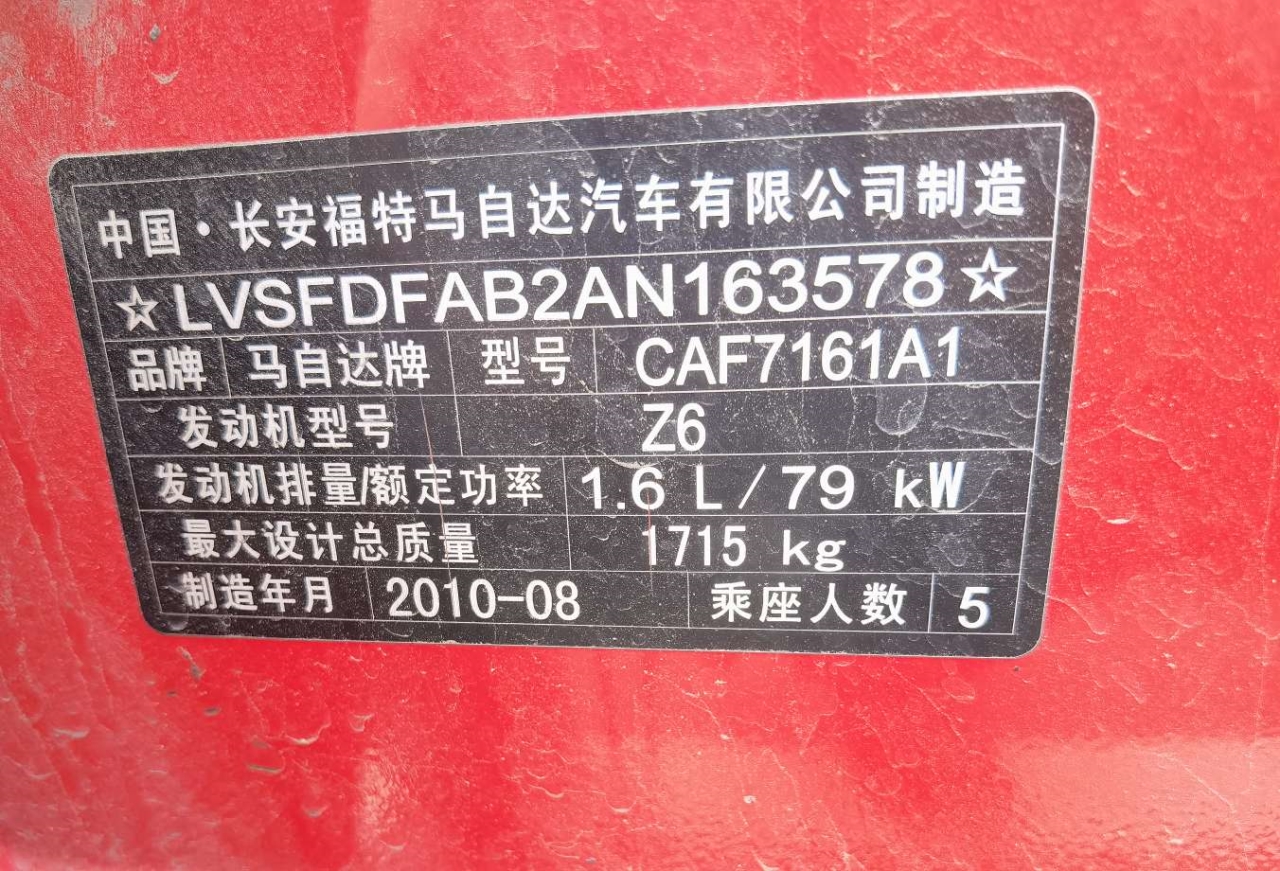 中国·长安福特马自达汽车有限公司制造
☆LVSFDFAB2AN163578☆
品牌 马自达牌 型号 CAF7161A1
发动机型号 Z6
发动机排量/额定功率 1.6 L/79 kW
最大设计总质量 1715 kg
制造年月 2010-08 乘座人数 5